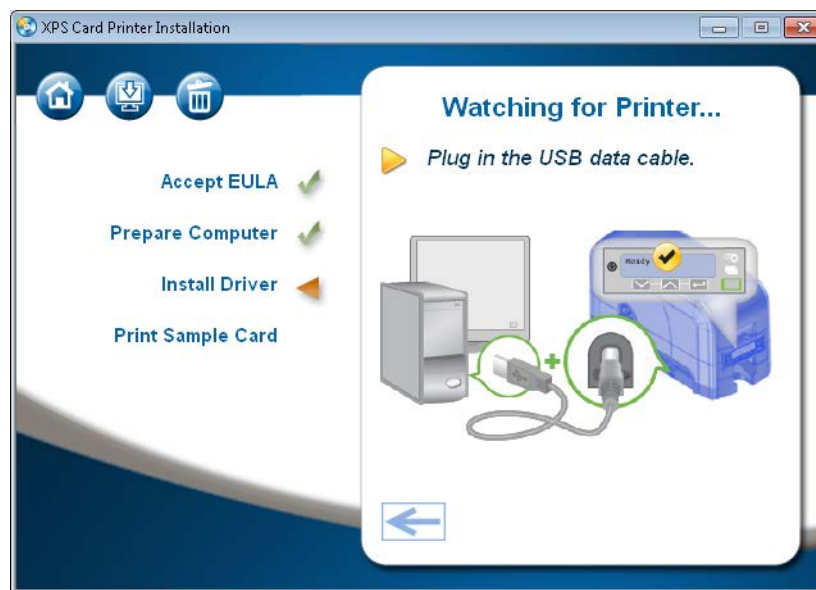 XPS Card Printer Installation
Watching for Printer...
Plug in the USB data cable.
Accept EULA
Prepare Computer
Install Driver
Print Sample Card
Ready